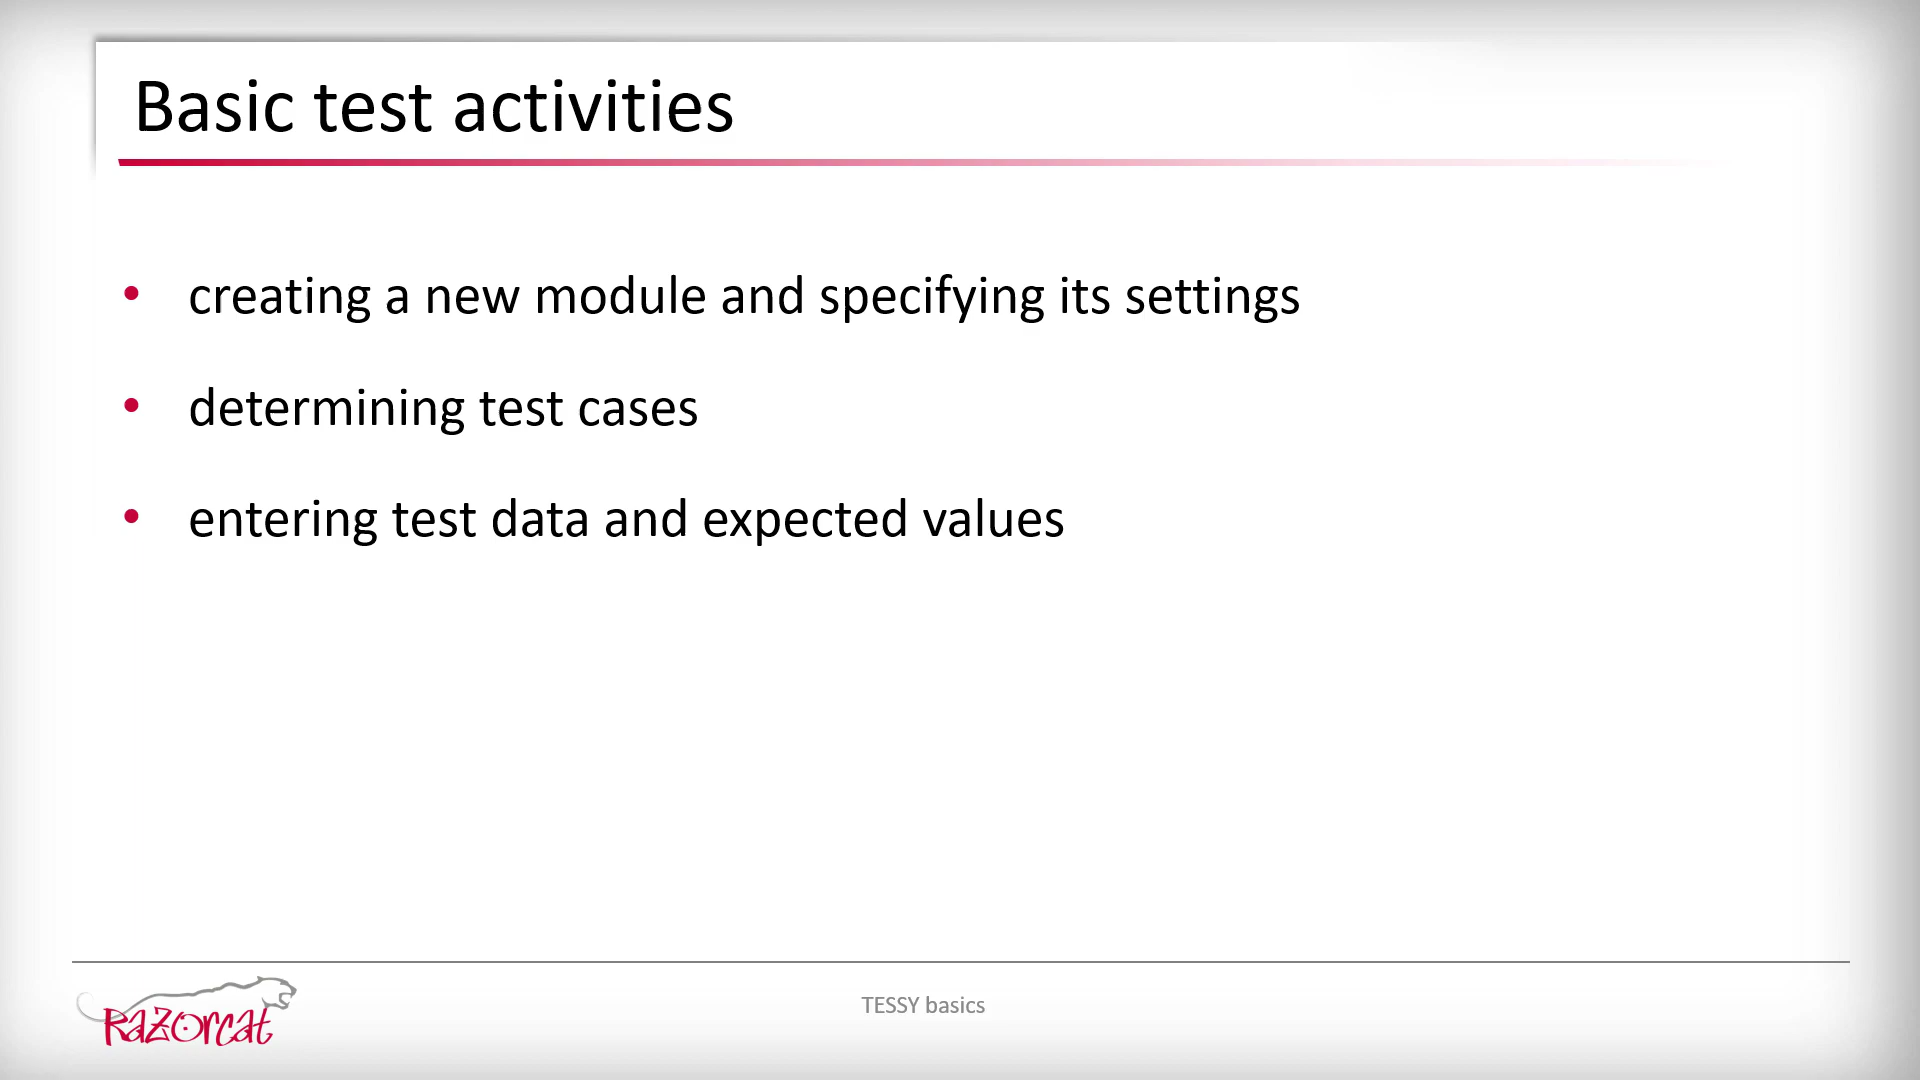 Basic test activities
• creating a new module and specifying its settings
• determining test cases
• entering test data and expected values
Razorcat
TESSY basics